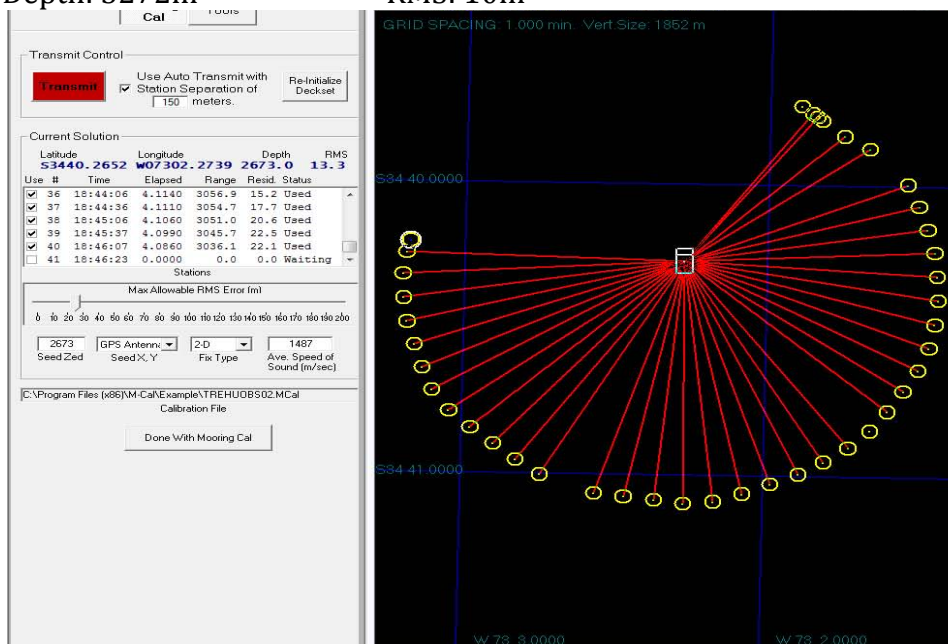 Depth: 5272m RMS: 10m
Cal
Tools
GRID SPACING: 1.000 min. Vert.Size: 1852 m
Transmit Control
Transmit
Use Auto Transmit with
Station Separation of
150 meters.
Re-Initialize
Deckset
Current Solution
Latitude Longitude Depth RMS
S3440.2652 W07302.2739 2673.0 13.3
Use # Time Elapsed Range Resid. Status
36 18:44:06 4.1140 3056.9 15.2 Used
37 18:44:36 4.1110 3054.7 17.7 Used
38 18:45:06 4.1060 3051.0 20.6 Used
39 18:45:37 4.0990 3045.7 22.5 Used
40 18:46:07 4.0860 3036.1 22.1 Used
41 18:46:23 0.0000 0.0 0.0 Waiting
Stations
Max Allowable RMS Error (m)
0 10 20 30 40 50 60 70 80 90 100 110 120 130 140 150 160 170 180 190 200
2673
Seed Zed
GPS Antenn
Seed X, Y
2-D
Fix Type
1487
Ave. Speed of
Sound (m/sec)
C:\Program Files (x86)\M-Cal\Example\TREHUOBS02.MCal
Calibration File
Done With Mooring Cal
S34 40.0000
S34 41.0000
W 73 3.0000
W 73 2.0000